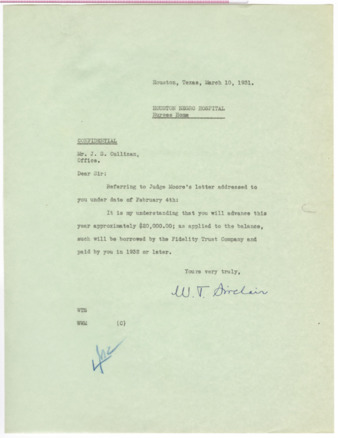 Houston, Texas, March 10, 1931.
HOUSTON NEGRO HOSPITAL
Nurses Home
CONFIDENTIAL
Mr. J. S. Cullinan,
Office.
Dear Sir:
Referring to Judge Moore's letter addressed to
you under date of February 4th:
It is my understanding that you will advance this
year approximately $20,000.00; as applied to the balance,
such will be borrowed by the Fidelity Trust Company and
paid by you in 1932 or later.
Yours very truly,
W. T. Sinclair
WTS
(C)